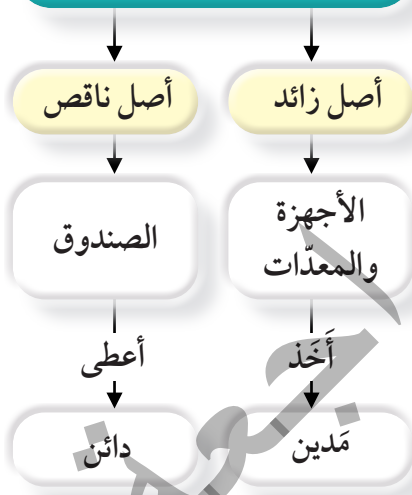 أصل زائد
أصل ناقص
الأجهزة
والمعدّات
الصندوق
أَخَذ
أعطى
مَدين
دائن